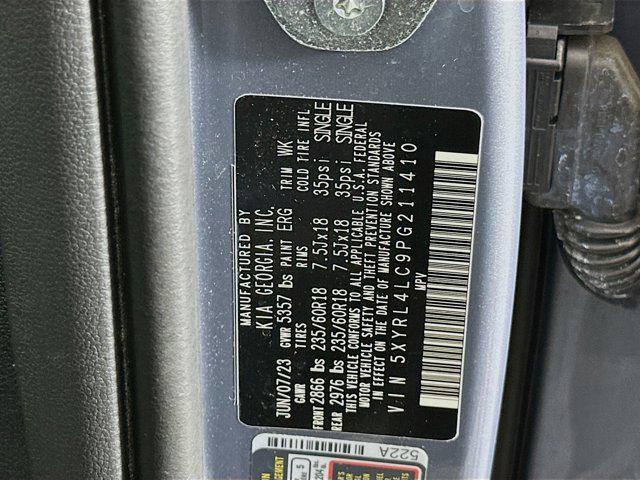 MANUFACTURED BY
KIA GEORGIA, INC.
JUN/07/23 GVWR 5357 lbs PAINT ERG TRIM WK
GAWR TIRES RIMS COLD TIRE INFL
FRONT 2866 lbs 235/60R18 7.5Jx18 35psi SINGLE
REAR 2976 lbs 235/60R18 7.5Jx18 35psi SINGLE
THIS VEHICLE CONFORMS TO ALL APPLICABLE U.S.A. FEDERAL
MOTOR VEHICLE SAFETY AND THEFT PREVENTION STANDARDS
IN EFFECT ON THE DATE OF MANUFACTURE SHOWN ABOVE
VIN 5XYRL4LC9PG211410
MPV
522A
5